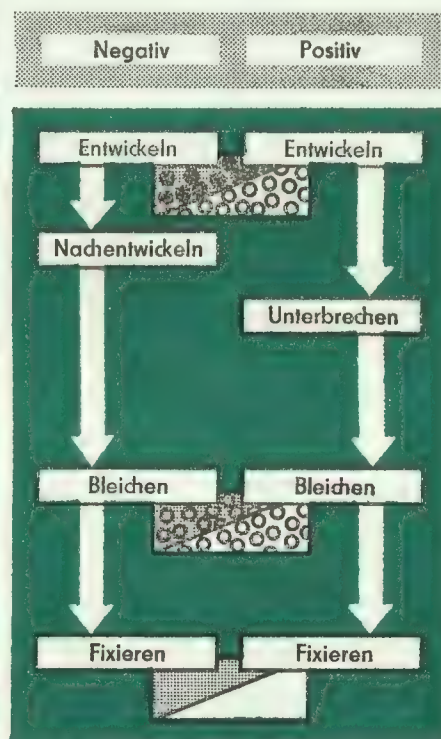 Negativ Positiv
Entwickeln Entwickeln
Nachentwickeln
Unterbrechen
Bleichen Bleichen
Fixieren Fixieren